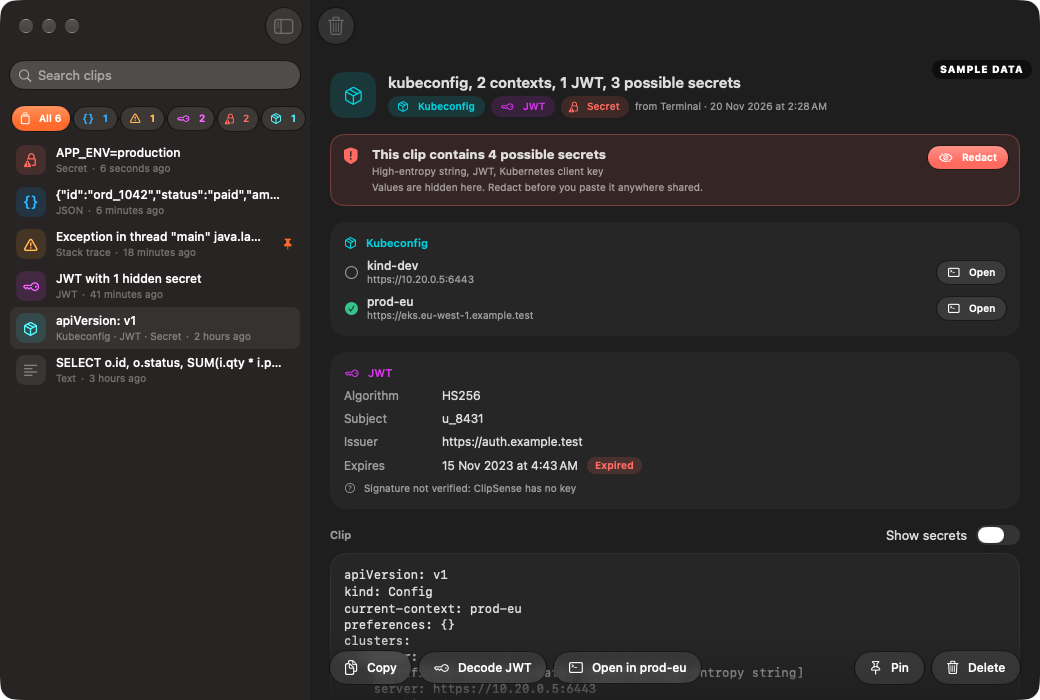 Search clips
All 6
{} 1
1
2
2
1
APP_ENV=production
Secret · 6 seconds ago
{}
{"id":"ord_1042","status":"paid","am...
JSON · 6 minutes ago
Exception in thread "main" java.la...
Stack trace · 18 minutes ago
JWT with 1 hidden secret
JWT · 41 minutes ago
apiVersion: v1
Kubeconfig · JWT · Secret · 2 hours ago
SELECT o.id, o.status, SUM(i.qty * i.p...
Text · 3 hours ago
SAMPLE DATA
kubeconfig, 2 contexts, 1 JWT, 3 possible secrets
Kubeconfig JWT Secret from Terminal · 20 Nov 2026 at 2:28 AM
This clip contains 4 possible secrets
High-entropy string, JWT, Kubernetes client key
Values are hidden here. Redact before you paste it anywhere shared.
Redact
Kubeconfig
kind-dev
https://10.20.0.5:6443
Open
prod-eu
https://eks.eu-west-1.example.test
Open
JWT
Algorithm HS256
Subject u_8431
Issuer https://auth.example.test
Expires 15 Nov 2023 at 4:43 AM Expired
Signature not verified: ClipSense has no key
Clip
Show secrets
apiVersion: v1
kind: Config
current-context: prod-eu
preferences: {}
clusters:
ntropy string]
server: https://10.20.0.5:6443
Copy
Decode JWT
Open in prod-eu
Pin
Delete